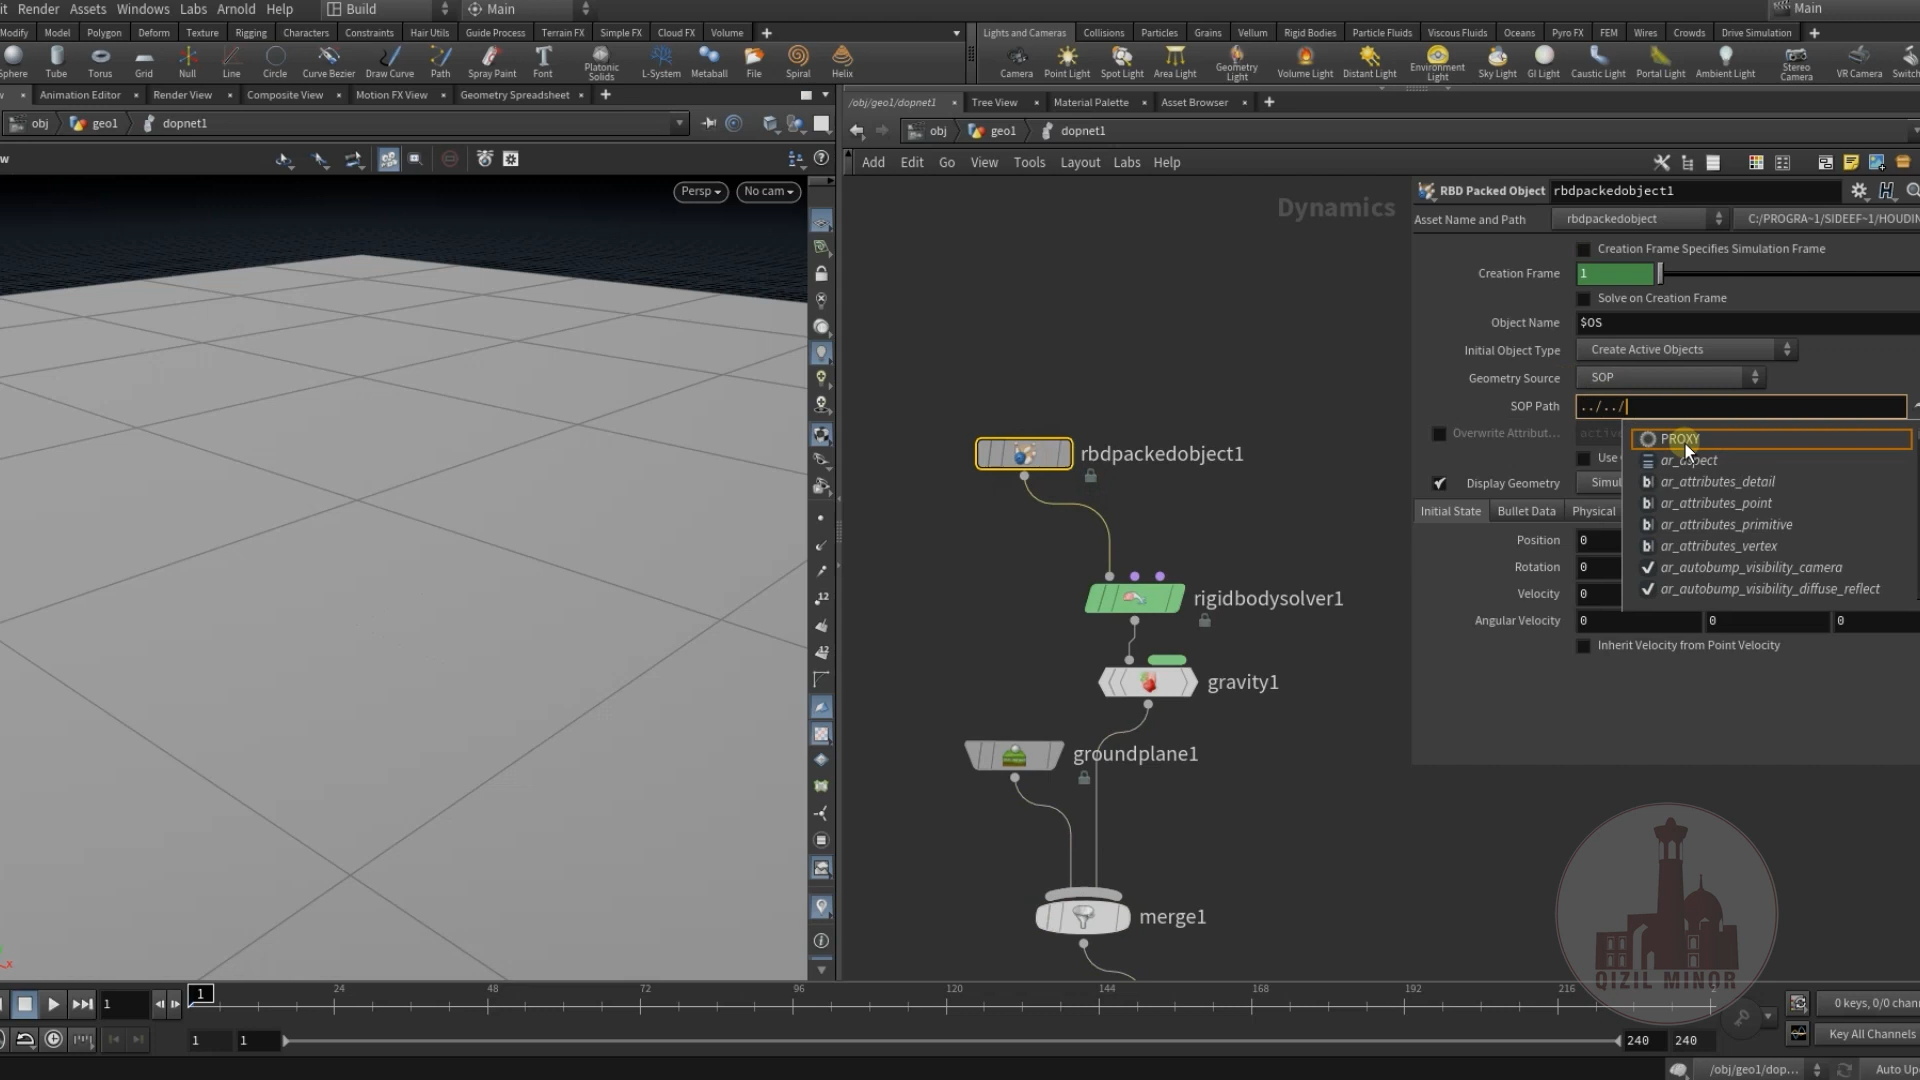 it Render Assets Windows Labs Arnold Help Build Main Main
Modify Model Polygon Deform Texture Rigging Characters Constraints Hair Utils Guide Process Terrain FX Simple FX Cloud FX Volume
Lights and Cameras Collisions Particles Grains Vellum Rigid Bodies Particle Fluids Viscous Fluids Oceans Pyro FX FEM Wires Crowds Drive Simulation
Sphere Tube Torus Grid Null Line Circle Curve Bezier Draw Curve Path Spray Paint Font Platonic Solids L-System Metaball File Spiral Helix
Camera Point Light Spot Light Area Light Geometry Light Volume Light Distant Light Environment Light Sky Light GI Light Caustic Light Portal Light Ambient Light Stereo Camera VR Camera Switch
Animation Editor Render View Composite View Motion FX View Geometry Spreadsheet
/obj/geo1/dopnet1 Tree View Material Palette Asset Browser
obj geo1 dopnet1
obj geo1 dopnet1
w
Add Edit Go View Tools Layout Labs Help
Persp No cam
Dynamics
RBD Packed Object rbdpackedobject1
Asset Name and Path rbdpackedobject C:/PROGRA~1/SIDEEF~1/HOUDIN
Creation Frame Specifies Simulation Frame
Creation Frame 1
Solve on Creation Frame
Object Name $OS
Initial Object Type Create Active Objects
Geometry Source SOP
SOP Path ../../
Overwrite Attribut... active
PROXY
Use
ar_aspect
ar_attributes_detail
Display Geometry Simul
ar_attributes_point
Initial State Bullet Data Physical
ar_attributes_primitive
Position 0
ar_attributes_vertex
Rotation 0
ar_autobump_visibility_camera
Velocity 0
ar_autobump_visibility_diffuse_reflect
Angular Velocity 0 0 0
Inherit Velocity from Point Velocity
rbdpackedobject1
rigidbodysolver1
gravity1
groundplane1
merge1
12
12
x
QIZIL MINOR
1 1 24 48 72 96 120 144 168 192 216 2
0 keys, 0/0 chann
1 1 240 240
Key All Channels
/obj/geo1/dop... Auto Up